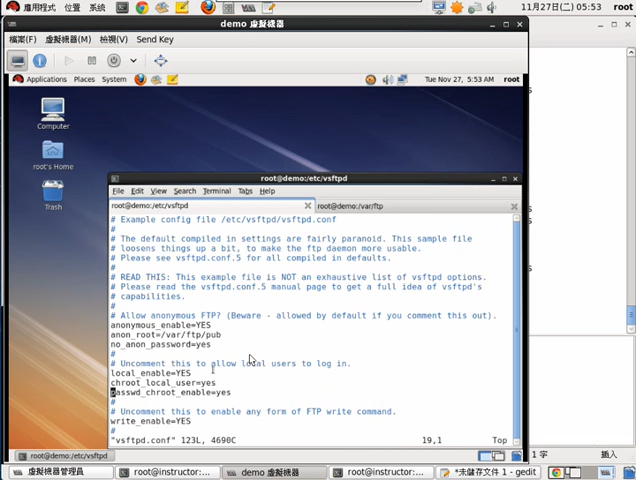 應用程式 位置 系統 11月27日(二) 05:53 root
demo 虛擬機器
檔案(F) 虛擬機器(M) 檢視(V) Send Key
Applications Places System Tue Nov 27, 5:53 AM root
Computer
root's Home
Trash
root@demo:/etc/vsftpd
File Edit View Search Terminal Tabs Help
root@demo:/etc/vsftpd root@demo:/var/ftp
# Example config file /etc/vsftpd/vsftpd.conf
#
# The default compiled in settings are fairly paranoid. This sample file
# loosens things up a bit, to make the ftp daemon more usable.
# Please see vsftpd.conf.5 for all compiled in defaults.
#
# READ THIS: This example file is NOT an exhaustive list of vsftpd options.
# Please read the vsftpd.conf.5 manual page to get a full idea of vsftpd's
# capabilities.
#
# Allow anonymous FTP? (Beware - allowed by default if you comment this out).
anonymous_enable=YES
anon_root=/var/ftp/pub
no_anon_password=yes
#
# Uncomment this to allow local users to log in.
local_enable=YES
chroot_local_user=yes
passwd_chroot_enable=yes
#
# Uncomment this to enable any form of FTP write command.
write_enable=YES
#
"vsftpd.conf" 123L, 4690C 19,1 Top
root@demo:/etc/vsftpd
1 字 插入
虛擬機器管理員 root@instructor:... demo 虛擬機器 root@instructor:... *未儲存文件 1 - gedit